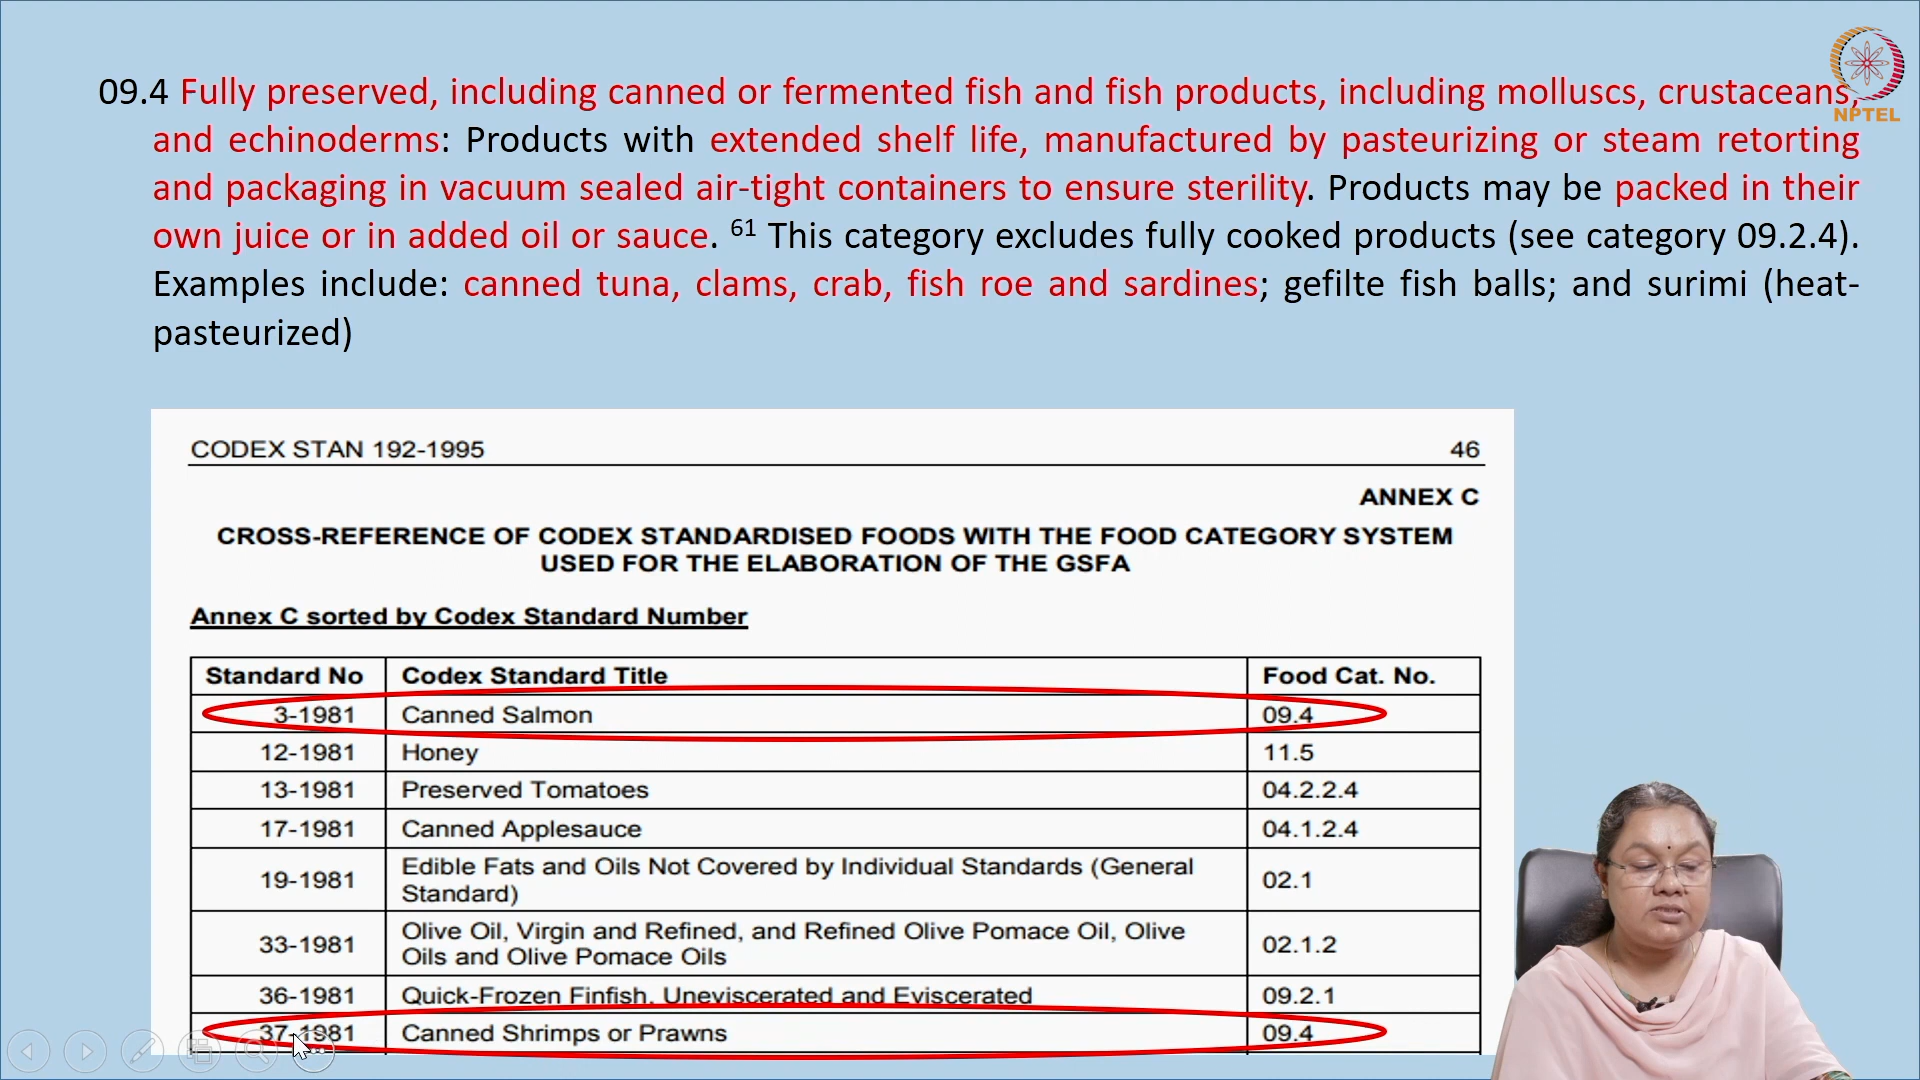 NPTEL
09.4 Fully preserved, including canned or fermented fish and fish products, including molluscs, crustaceans,
and echinoderms: Products with extended shelf life, manufactured by pasteurizing or steam retorting
and packaging in vacuum sealed air-tight containers to ensure sterility. Products may be packed in their
own juice or in added oil or sauce. 61 This category excludes fully cooked products (see category 09.2.4).
Examples include: canned tuna, clams, crab, fish roe and sardines; gefilte fish balls; and surimi (heat-
pasteurized)
CODEX STAN 192-1995 46
ANNEX C
CROSS-REFERENCE OF CODEX STANDARDISED FOODS WITH THE FOOD CATEGORY SYSTEM
USED FOR THE ELABORATION OF THE GSFA
Annex C sorted by Codex Standard Number
Standard No Codex Standard Title Food Cat. No.
3-1981 Canned Salmon 09.4
12-1981 Honey 11.5
13-1981 Preserved Tomatoes 04.2.2.4
17-1981 Canned Applesauce 04.1.2.4
19-1981 Edible Fats and Oils Not Covered by Individual Standards (General
Standard) 02.1
33-1981 Olive Oil, Virgin and Refined, and Refined Olive Pomace Oil, Olive
Oils and Olive Pomace Oils 02.1.2
36-1981 Quick-Frozen Finfish, Uneviscerated and Eviscerated 09.2.1
37-1981 Canned Shrimps or Prawns 09.4